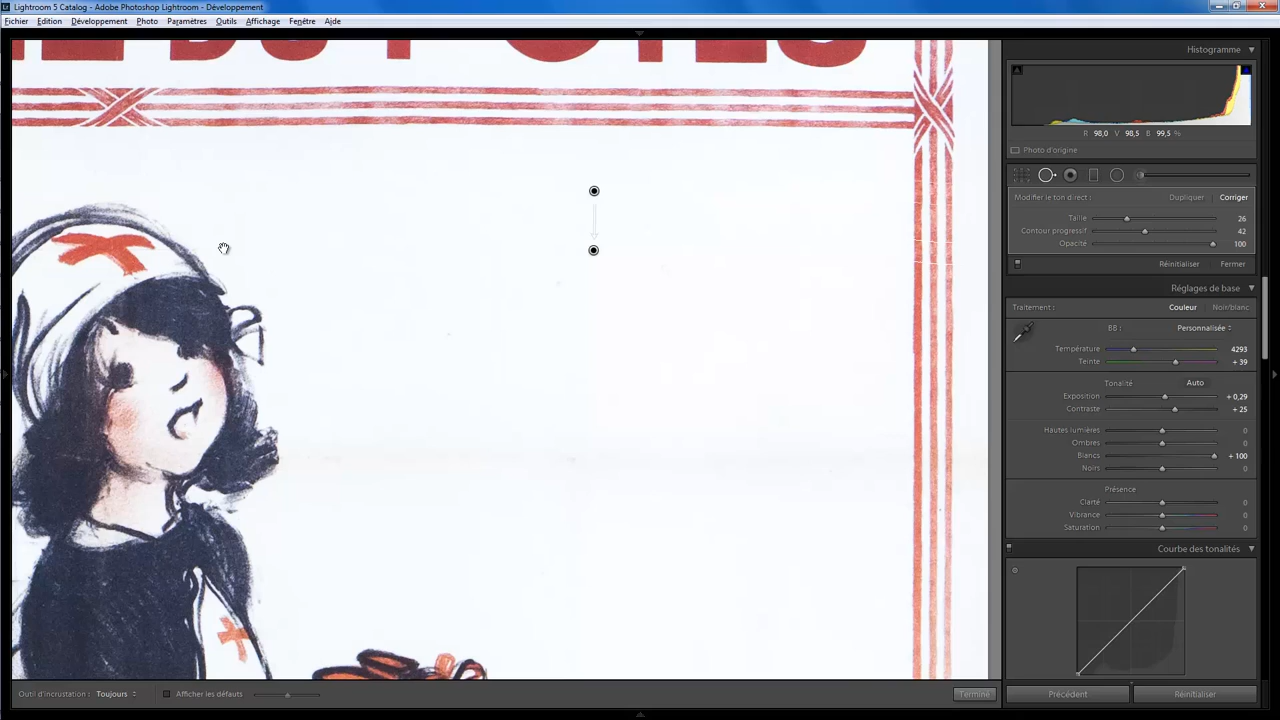 Lightroom 5 Catalog - Adobe Photoshop Lightroom - Développement
Fichier Edition Développement Photo Paramètres Outils Affichage Fenêtre Aide
Histogramme
R 98,0 V 98,5 B 99,5 %
Photo d'origine
Modifier le ton direct : Dupliquer Corriger
Taille 26
Contour progressif 42
Opacité 100
Réinitialiser Fermer
Réglages de base
Traitement : Couleur Noir/blanc
BB : Personnalisée
Température 4293
Teinte + 39
Tonalité Auto
Exposition + 0,29
Contraste + 25
Hautes lumières 0
Ombres 0
Blancs + 100
Noirs 0
Présence
Clarté 0
Vibrance 0
Saturation 0
Courbe des tonalités
Outil d'incrustation : Toujours Afficher les défauts Terminé
Précédent Réinitialiser